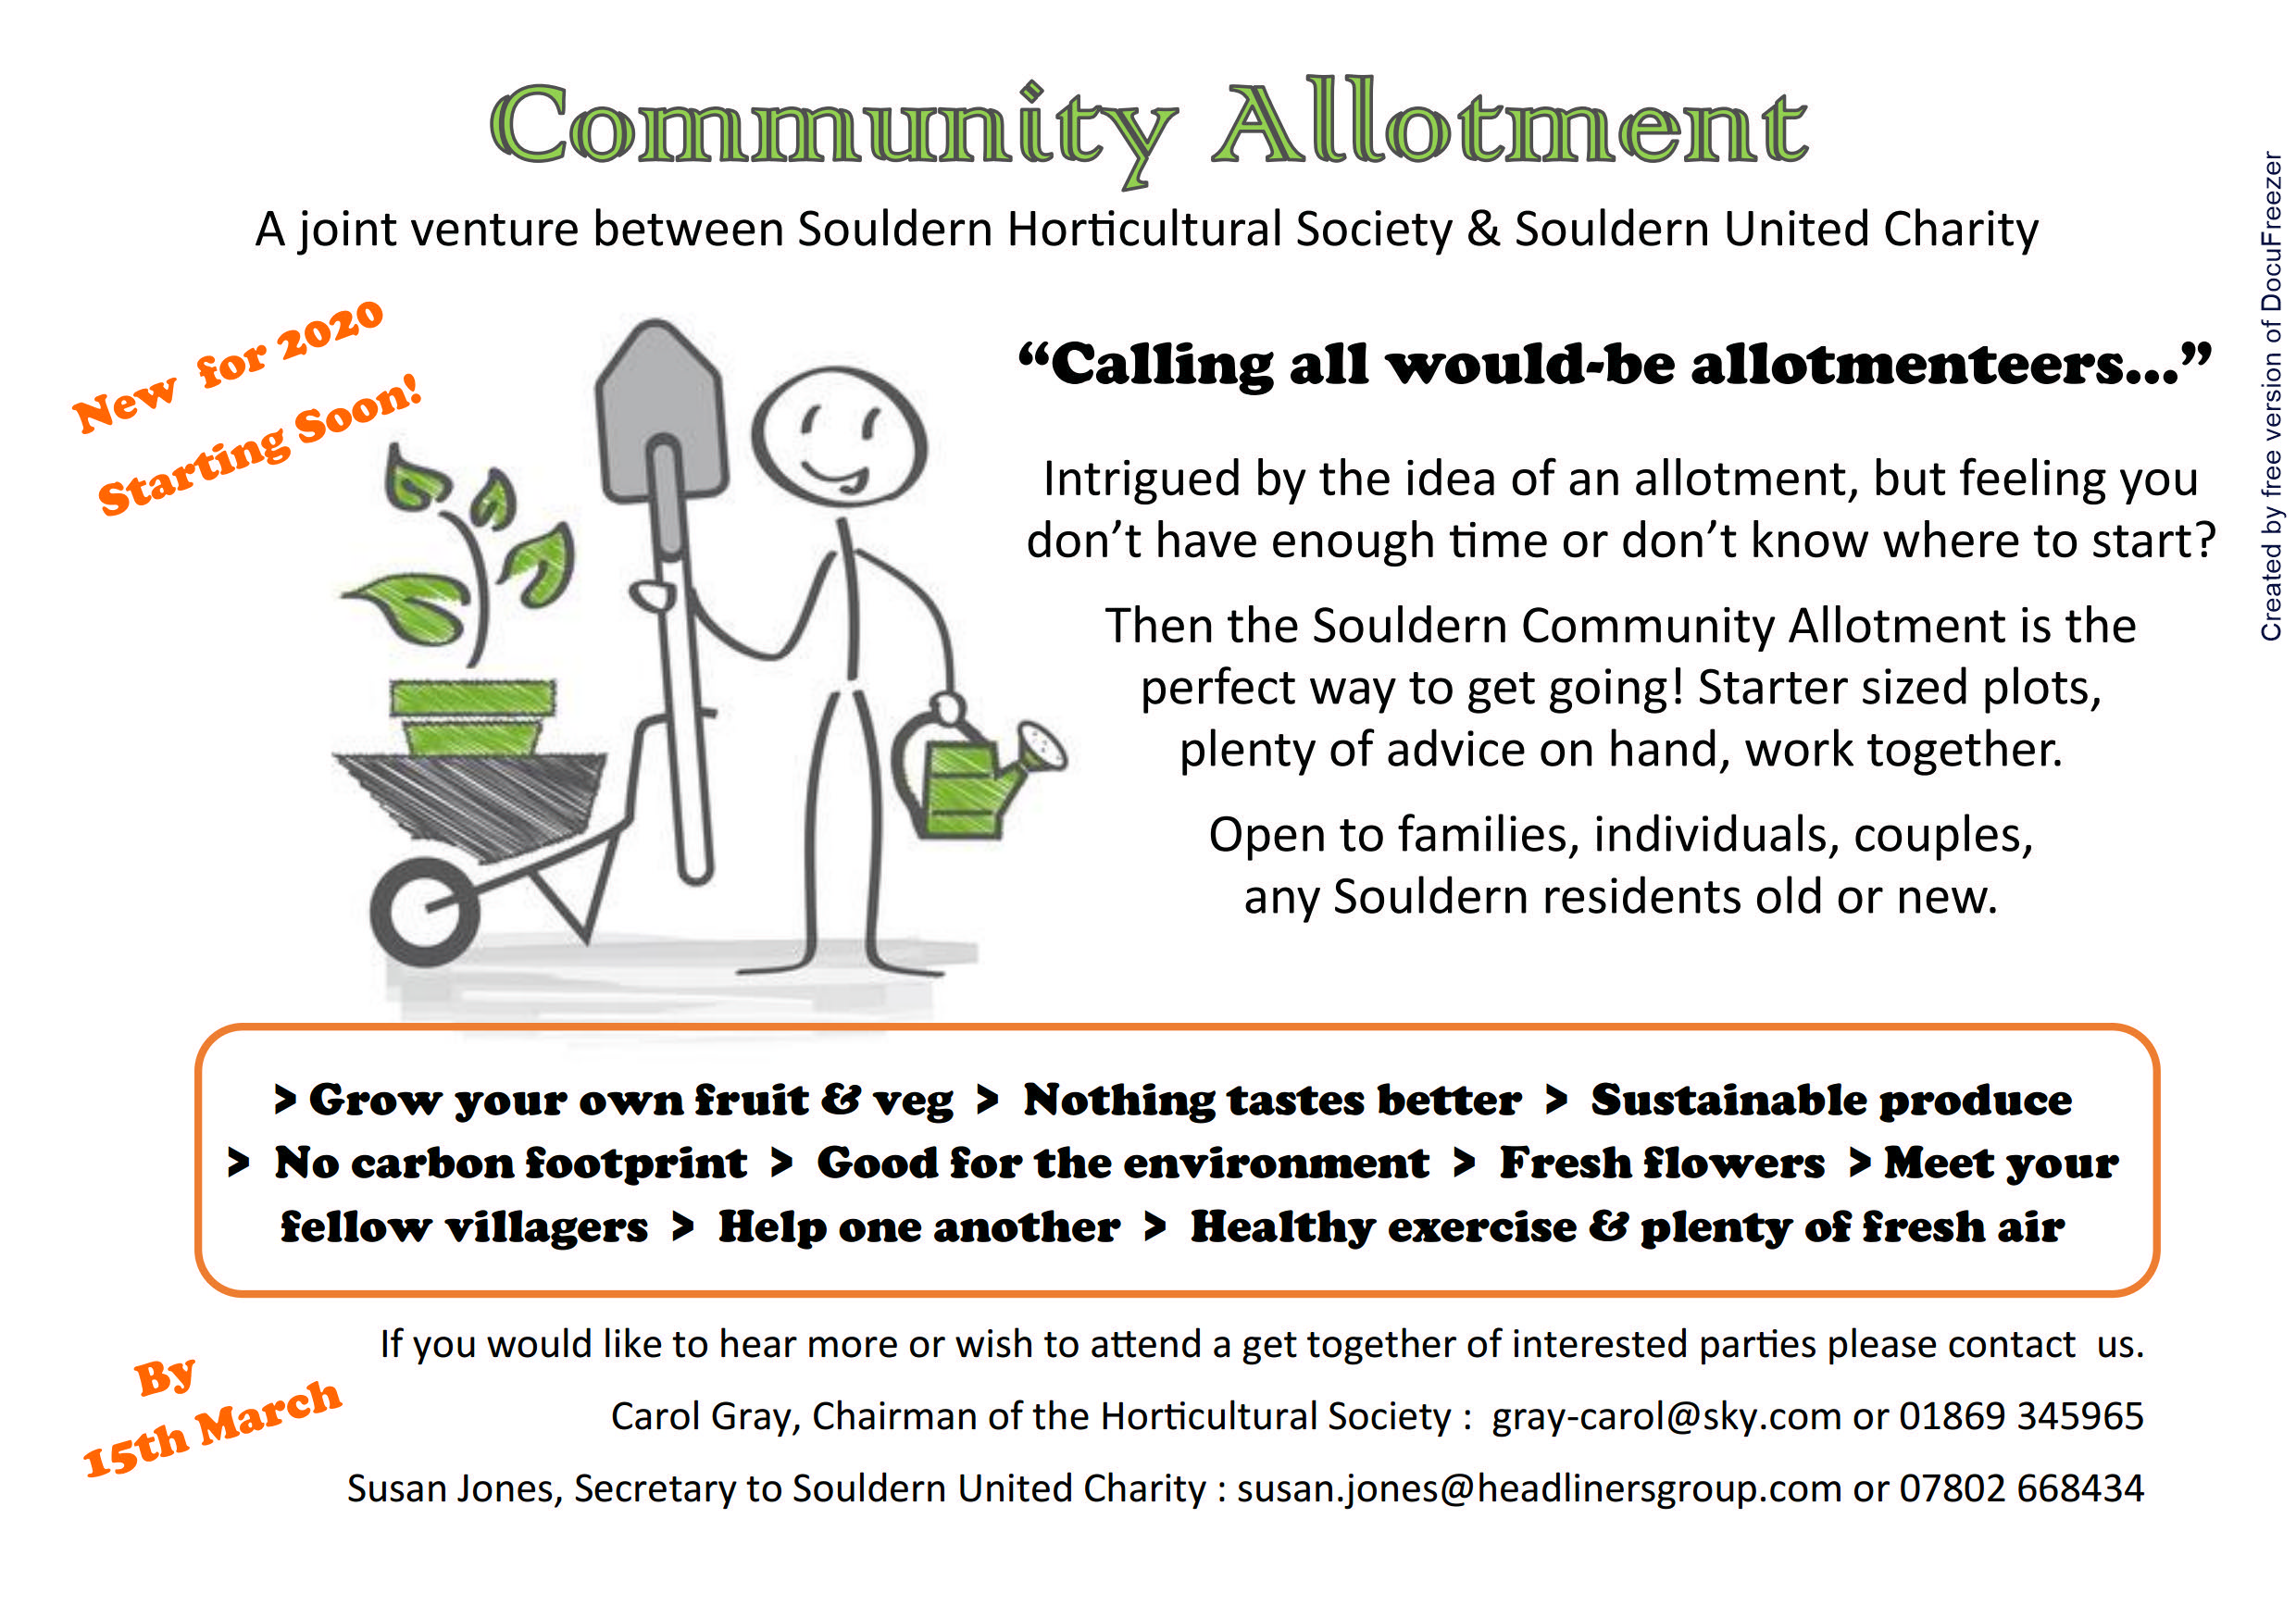 Community Allotment
A joint venture between Souldern Horticultural Society & Souldern United Charity
New for 2020
Starting Soon!
“Calling all would-be allotmenteers...”
Intrigued by the idea of an allotment, but feeling you
don’t have enough time or don’t know where to start?
Then the Souldern Community Allotment is the
perfect way to get going! Starter sized plots,
plenty of advice on hand, work together.
Open to families, individuals, couples,
any Souldern residents old or new.
> Grow your own fruit & veg > Nothing tastes better > Sustainable produce
> No carbon footprint > Good for the environment > Fresh flowers > Meet your
fellow villagers > Help one another > Healthy exercise & plenty of fresh air
If you would like to hear more or wish to attend a get together of interested parties please contact us.
By
15th March
Carol Gray, Chairman of the Horticultural Society : gray-carol@sky.com or 01869 345965
Susan Jones, Secretary to Souldern United Charity : susan.jones@headlinersgroup.com or 07802 668434
Created by free version of DocuFreezer